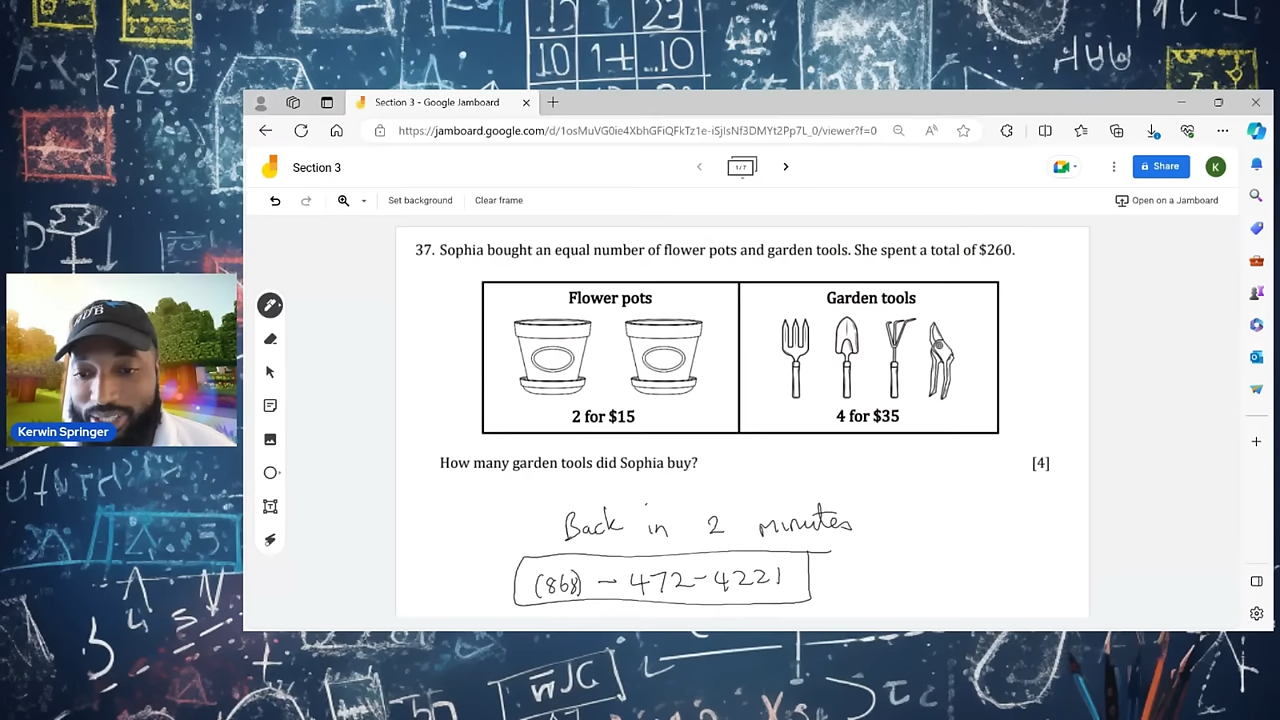 Section 3 - Google Jamboard
https://jamboard.google.com/d/1osMuVG0ie4XbhGFiQFkTz1e-iSjIsNf3DMYt2Pp7L_0/viewer?f=0
Section 3
1/7
Share
K
Set background
Clear frame
Open on a Jamboard
37. Sophia bought an equal number of flower pots and garden tools. She spent a total of $260.
Flower pots
Garden tools
2 for $15
4 for $35
How many garden tools did Sophia buy? [4]
Back in 2 minutes
(868) - 472-4221
Kerwin Springer